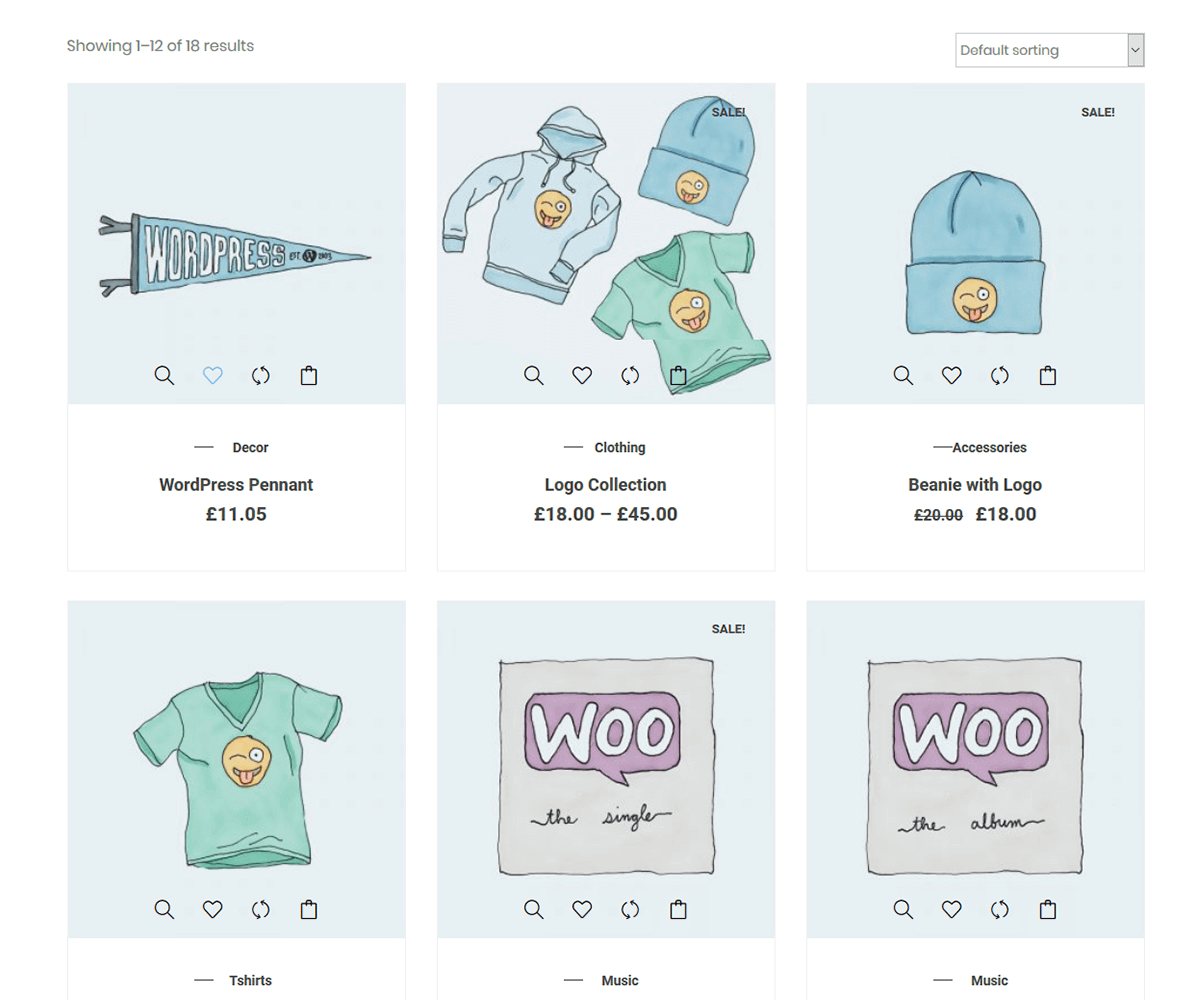 Showing 1–12 of 18 results
Default sorting
WORDPRESS EST. 2003
Decor
WordPress Pennant
£11.05
SALE!
Clothing
Logo Collection
£18.00 – £45.00
SALE!
Accessories
Beanie with Logo
£20.00 £18.00
Tshirts
SALE!
WOO
the single
Music
WOO
the album
Music